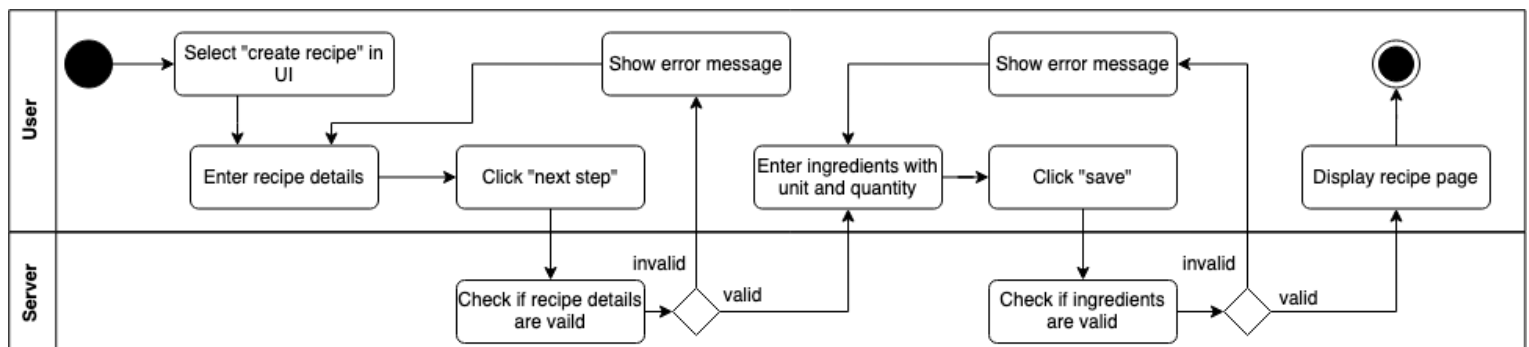 User
Select "create recipe" in
UI
Show error message
Show error message
Enter recipe details
Click "next step"
Enter ingredients with
unit and quantity
Click "save"
Display recipe page
Server
invalid
valid
invalid
valid
Check if recipe details
are vaild
Check if ingredients
are valid